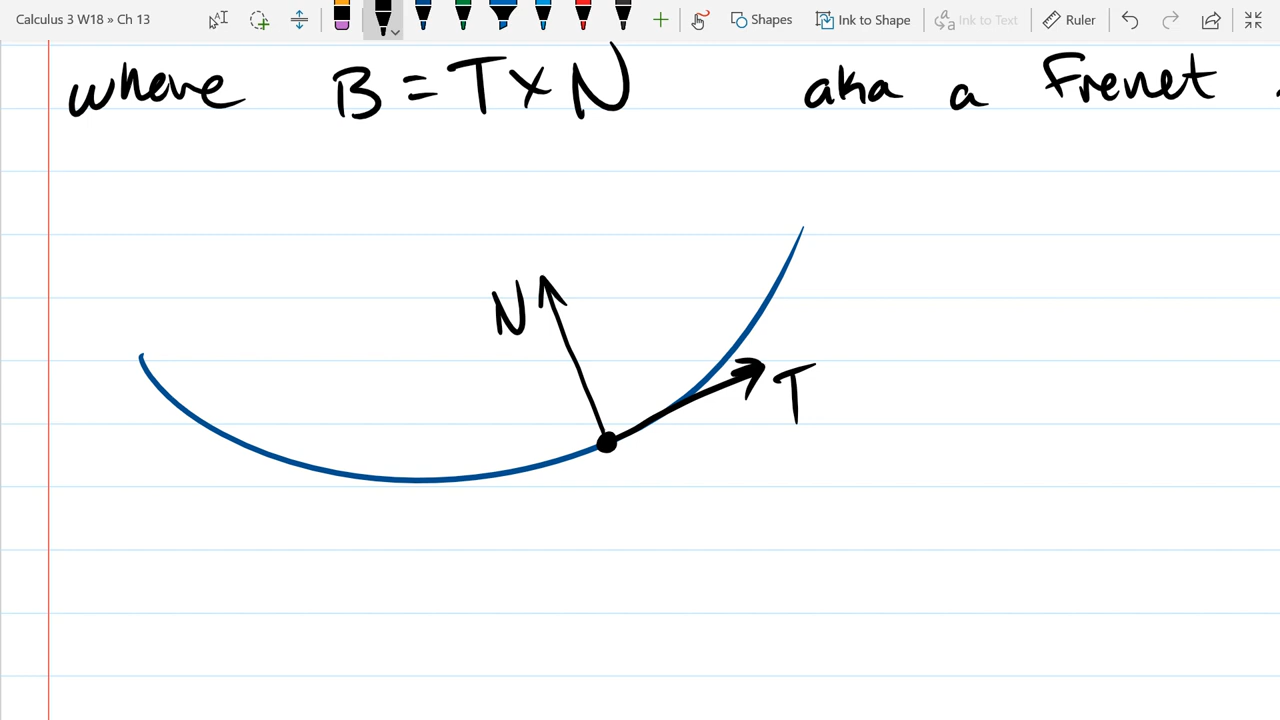 Calculus 3 W18 » Ch 13
Shapes
Ink to Shape
Ink to Text
Ruler
where B = T × N aka a Frenet
N
T